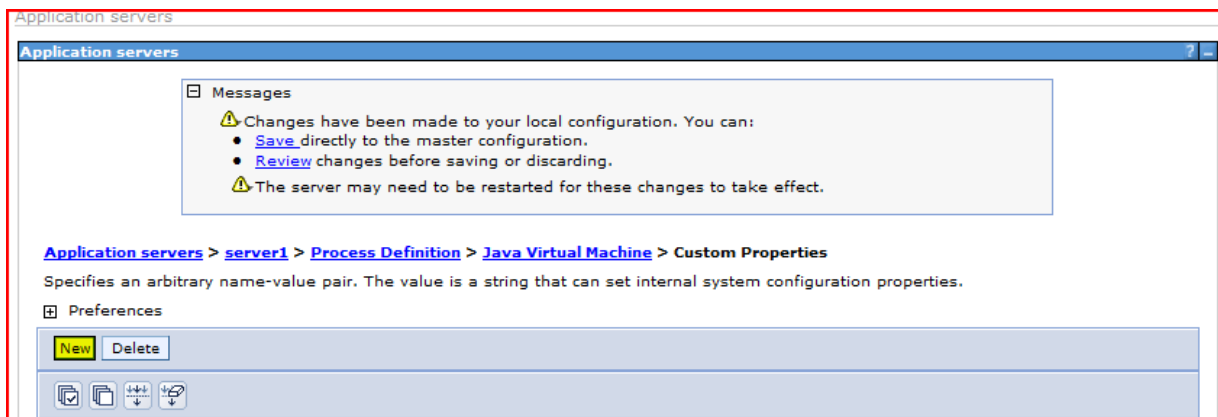 Application servers
Application servers ? _
Messages
Changes have been made to your local configuration. You can:
• Save directly to the master configuration.
• Review changes before saving or discarding.
The server may need to be restarted for these changes to take effect.
Application servers > server1 > Process Definition > Java Virtual Machine > Custom Properties
Specifies an arbitrary name-value pair. The value is a string that can set internal system configuration properties.
Preferences
New Delete